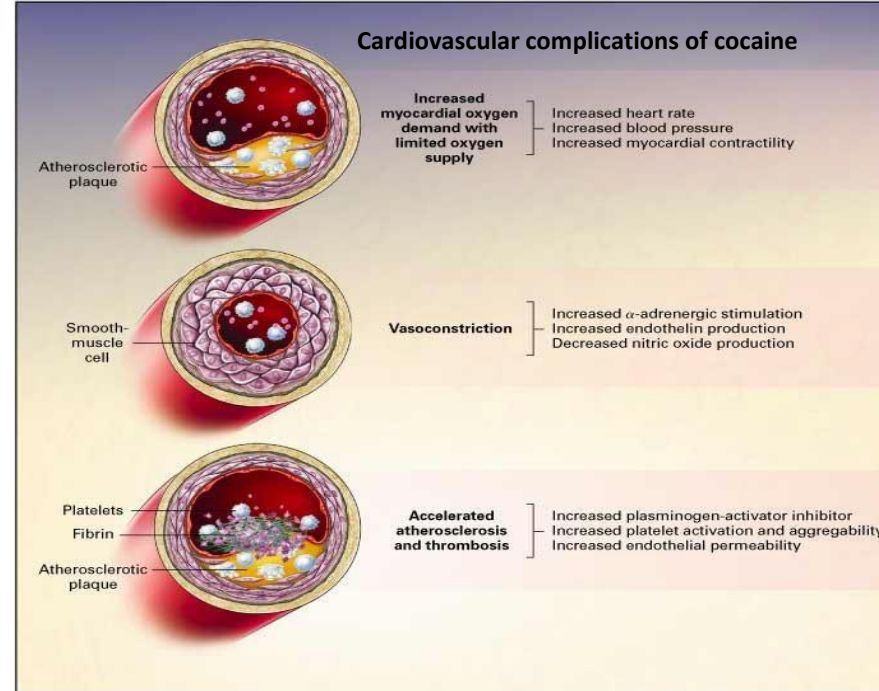 Cardiovascular complications of cocaine
Increased
myocardial oxygen
demand with
limited oxygen
supply
Increased heart rate
Increased blood pressure
Increased myocardial contractility
Atherosclerotic
plaque
Smooth-
muscle
cell
Vasoconstriction
Increased α-adrenergic stimulation
Increased endothelin production
Decreased nitric oxide production
Platelets
Fibrin
Atherosclerotic
plaque
Accelerated
atherosclerosis
and thrombosis
Increased plasminogen-activator inhibitor
Increased platelet activation and aggregability
Increased endothelial permeability